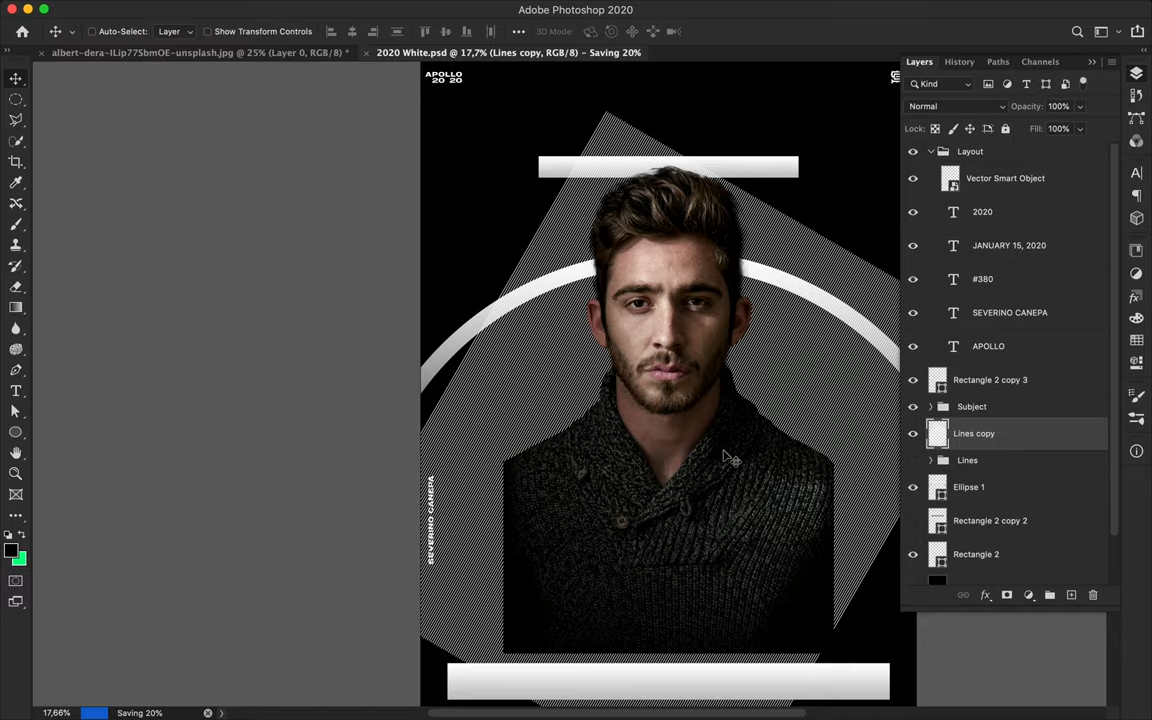 Adobe Photoshop 2020
Auto-Select: Layer Show Transform Controls 3D Mode:
× albert-dera-ILip77SbmOE-unsplash.jpg @ 25% (Layer 0, RGB/8) * × 2020 White.psd @ 17,7% (Lines copy, RGB/8) - Saving 20%
Layers History Paths Channels
Kind
Normal Opacity: 100%
Lock: Fill: 100%
Layout
Vector Smart Object
T 2020
T JANUARY 15, 2020
T #380
T SEVERINO CANEPA
T APOLLO
Rectangle 2 copy 3
Subject
Lines copy
Lines
Ellipse 1
Rectangle 2 copy 2
Rectangle 2
APOLLO
20 20
SEVERINO CANEPA
17,66% Saving 20%